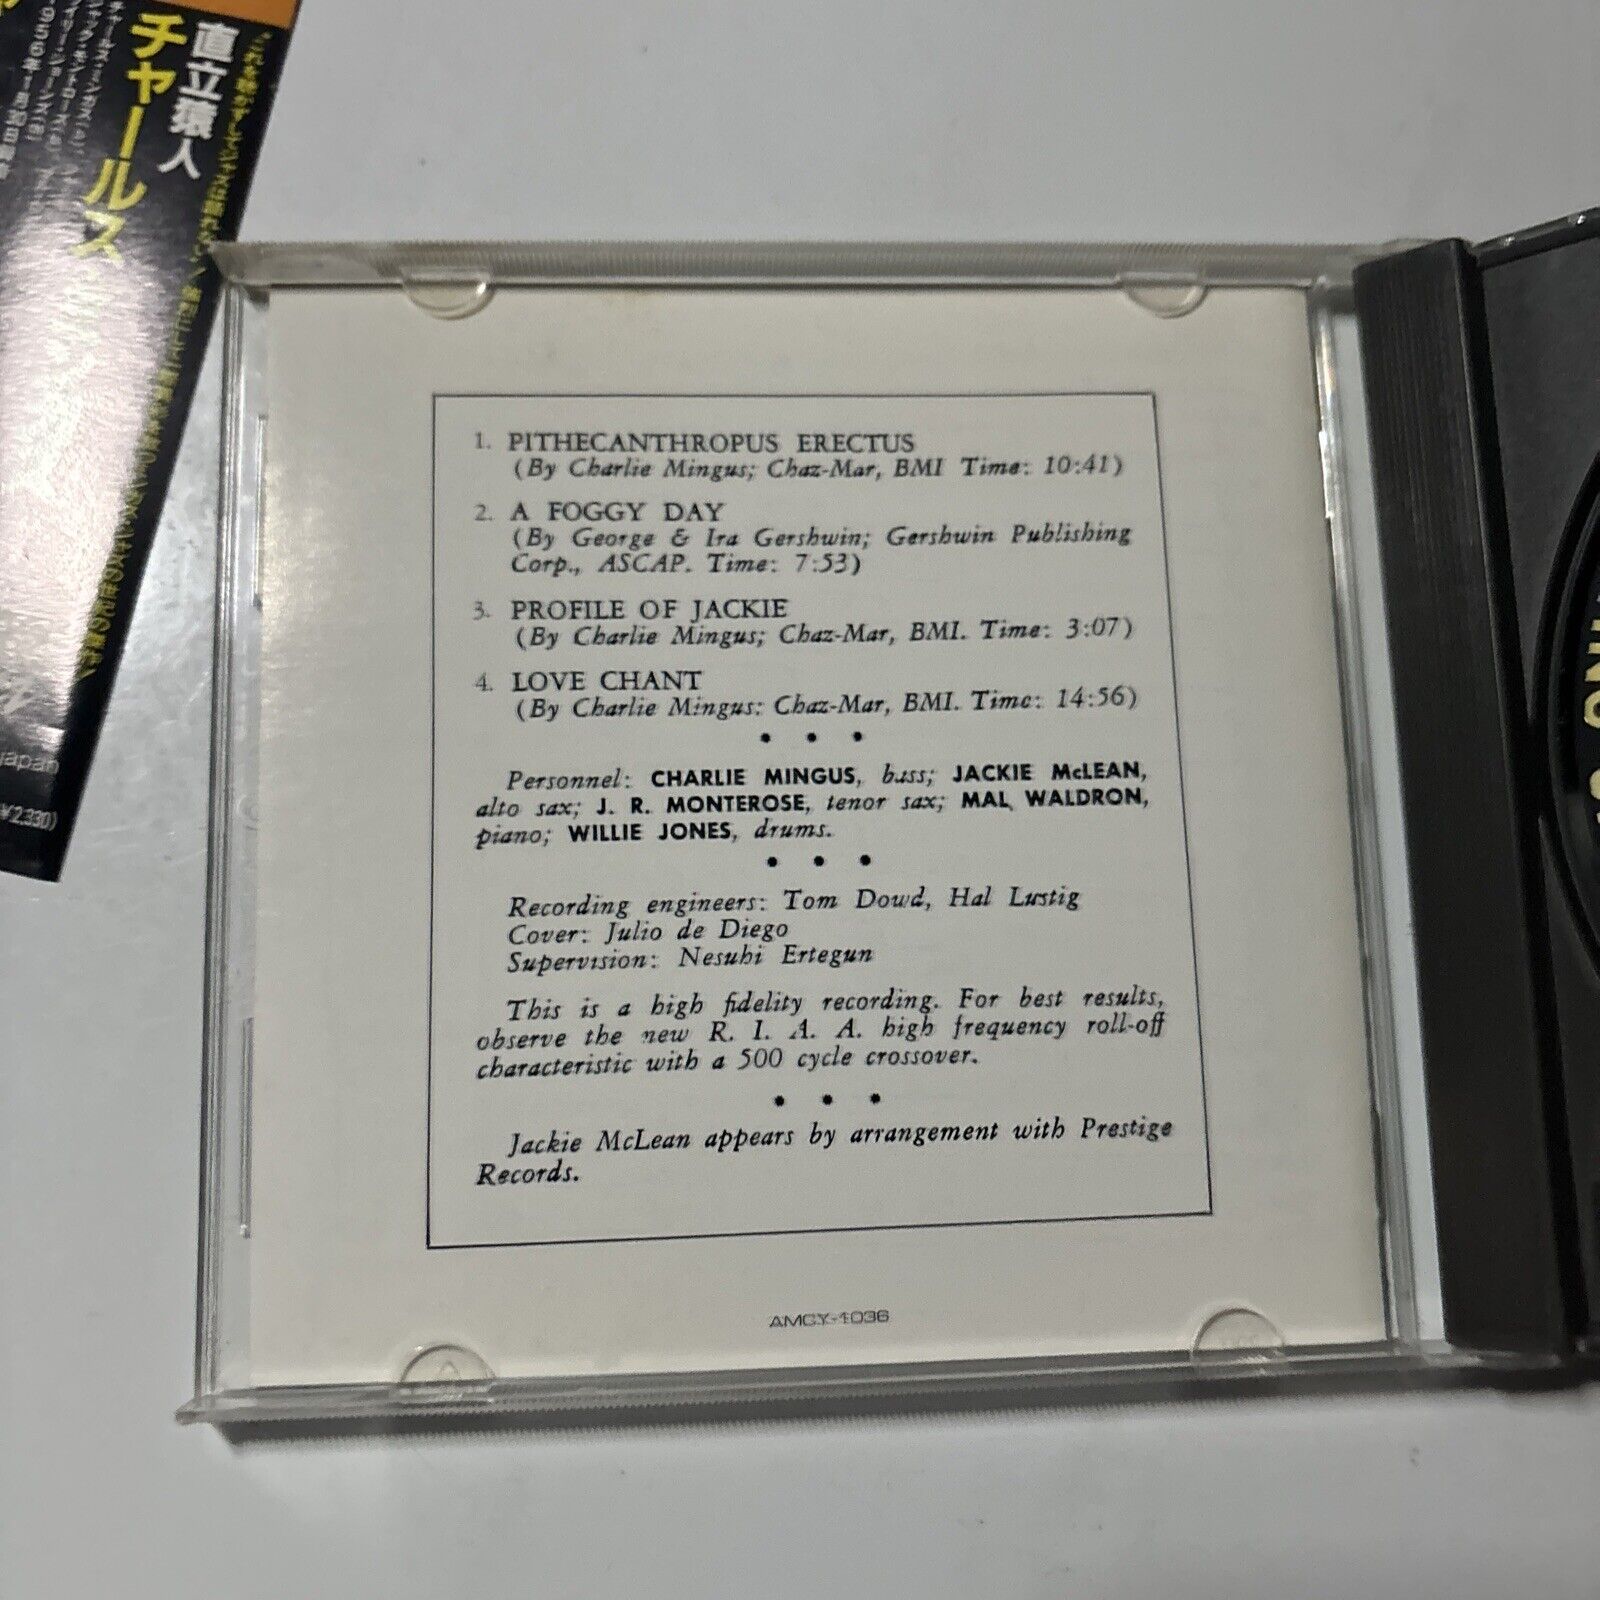 直立猿人
チャールス
Japan
¥2,330)
1. PITHECANTHROPUS ERECTUS
(By Charlie Mingus; Chaz-Mar, BMI Time: 10:41)
2. A FOGGY DAY
(By George & Ira Gershwin; Gershwin Publishing
Corp., ASCAP. Time: 7:53)
3. PROFILE OF JACKIE
(By Charlie Mingus; Chaz-Mar, BMI. Time: 3:07)
4. LOVE CHANT
(By Charlie Mingus: Chaz-Mar, BMI. Time: 14:56)
• • •
Personnel: CHARLIE MINGUS, bass; JACKIE McLEAN,
alto sax; J. R. MONTEROSE, tenor sax; MAL WALDRON,
piano; WILLIE JONES, drums.
• • •
Recording engineers: Tom Dowd, Hal Lustig
Cover: Julio de Diego
Supervision: Nesuhi Ertegun
This is a high fidelity recording. For best results,
observe the new R. I. A. A. high frequency roll-off
characteristic with a 500 cycle crossover.
• • •
Jackie McLean appears by arrangement with Prestige
Records.
AMCY-1036